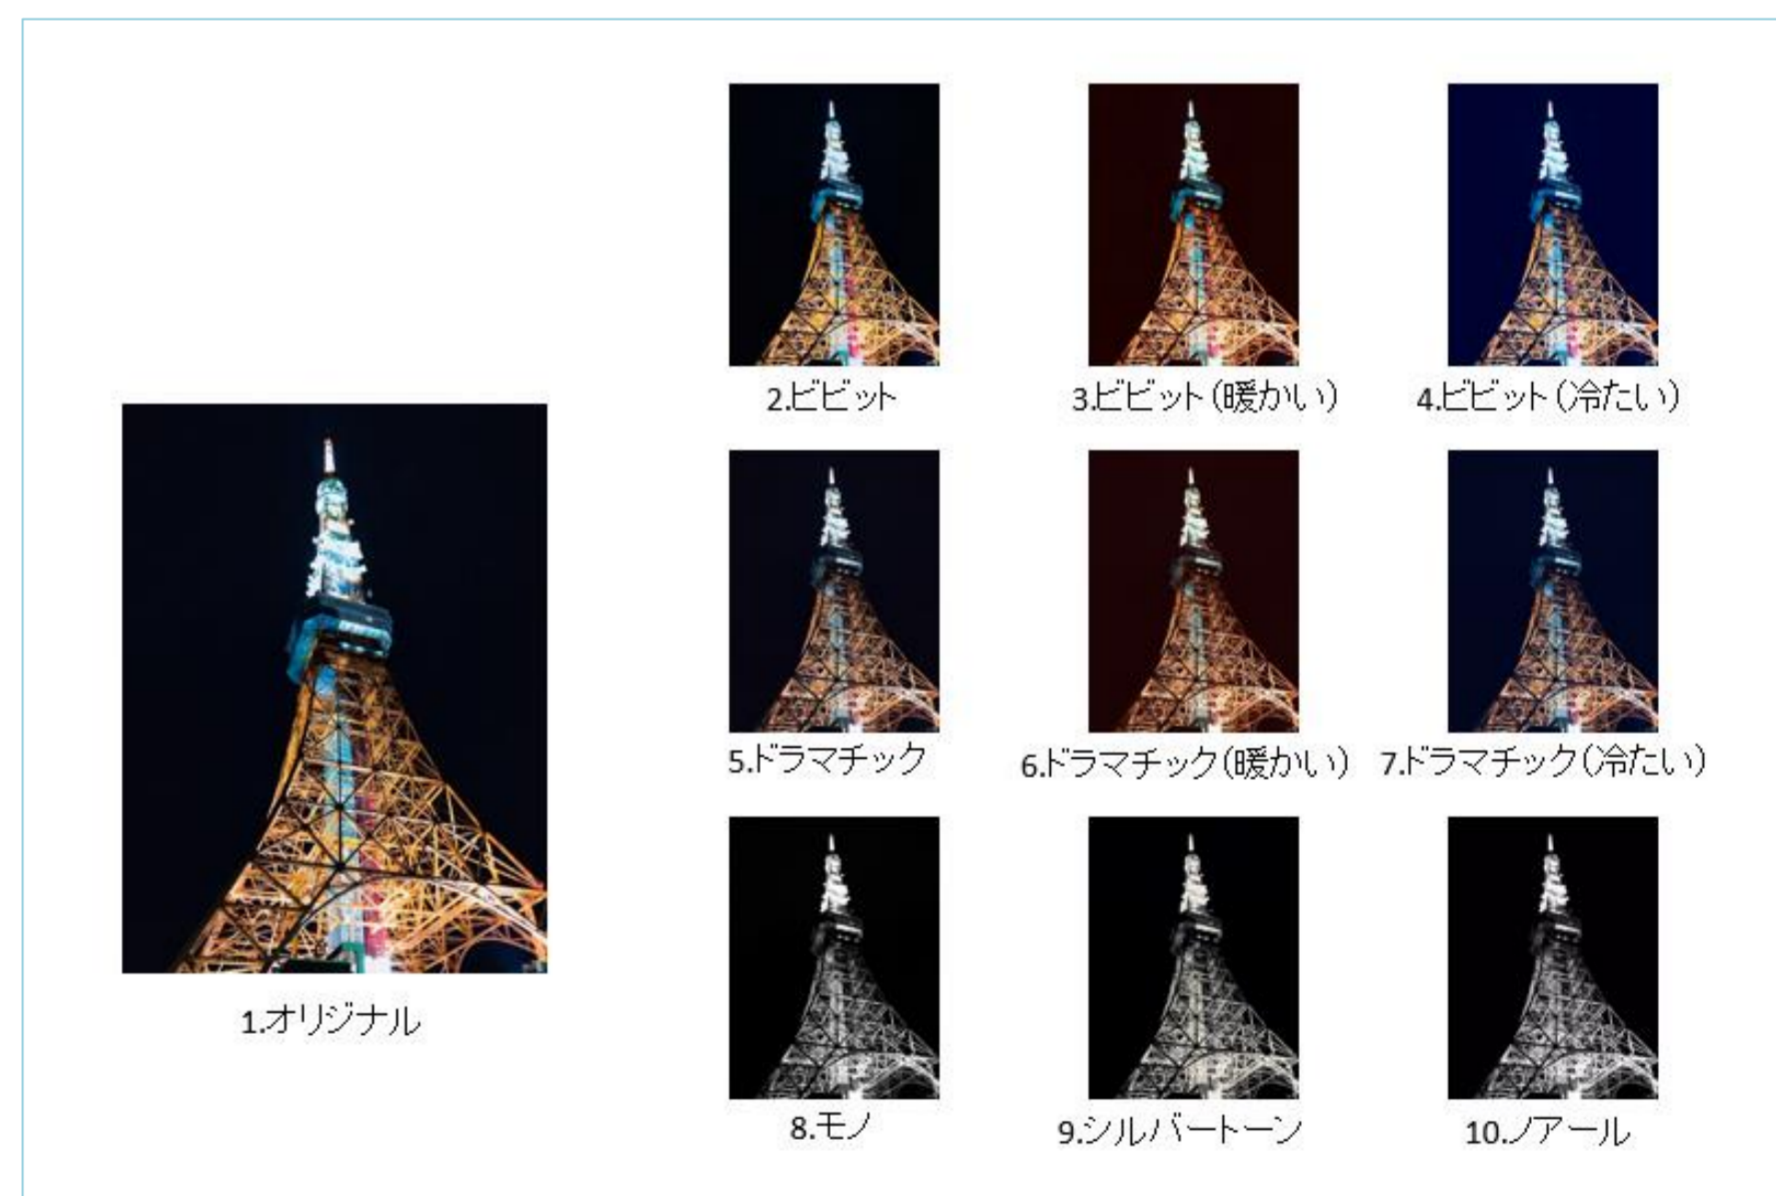 2.ビビット
3.ビビット(暖かい)
4.ビビット(冷たい)
5.ドラマチック
6.ドラマチック(暖かい)
7.ドラマチック(冷たい)
1.オリジナル
8.モノ
9.シルバートーン
10.ノアール